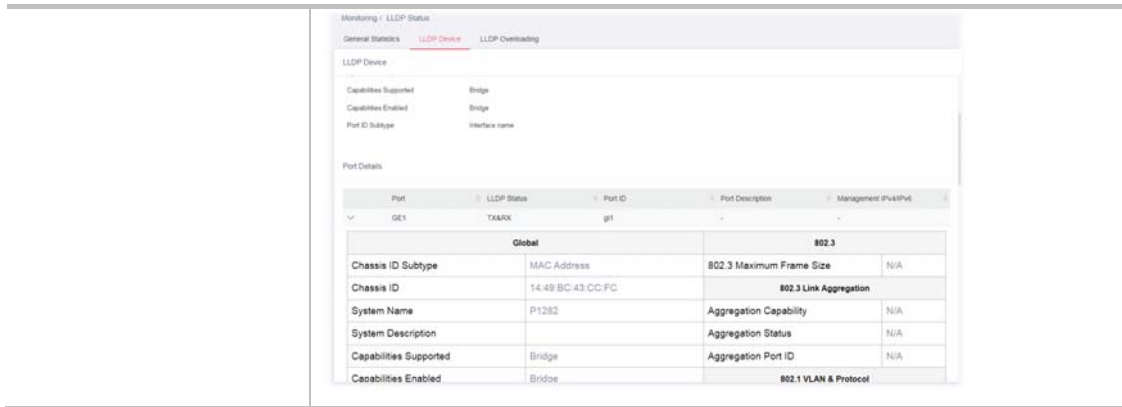 Monitoring / LLDP Status
General Statistics LLDP Device LLDP Overloading
LLDP Device
Capabilities Supported Bridge
Capabilities Enabled Bridge
Port ID Subtype Interface name
Port Details
Port LLDP Status Port ID Port Description Management IPv4/IPv6
GE1 TX&RX gi1 - -
Global 802.3
Chassis ID Subtype MAC Address 802.3 Maximum Frame Size N/A
Chassis ID 14:49:BC:43:CC:FC 802.3 Link Aggregation
System Name P1282 Aggregation Capability N/A
System Description Aggregation Status N/A
Capabilities Supported Bridge Aggregation Port ID N/A
Capabilities Enabled Bridge 802.1 VLAN & Protocol